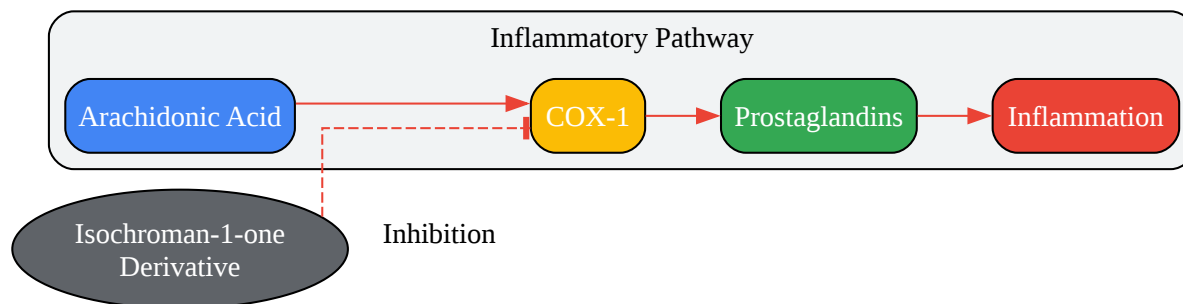 Inflammatory Pathway
Arachidonic Acid
COX-1
Prostaglandins
Inflammation
Isochroman-1-one
Derivative
Inhibition